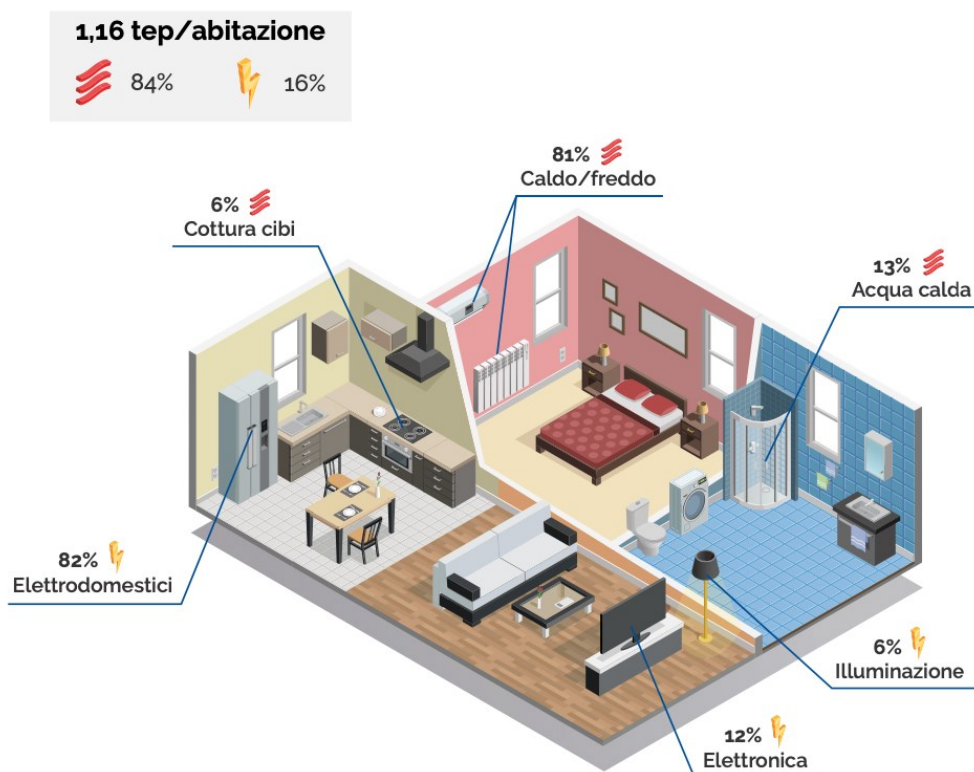 1,16 tep/abitazione
84% 16%
81%
Caldo/freddo
6%
Cottura cibi
13%
Acqua calda
82%
Elettrodomestici
6%
Illuminazione
12%
Elettronica